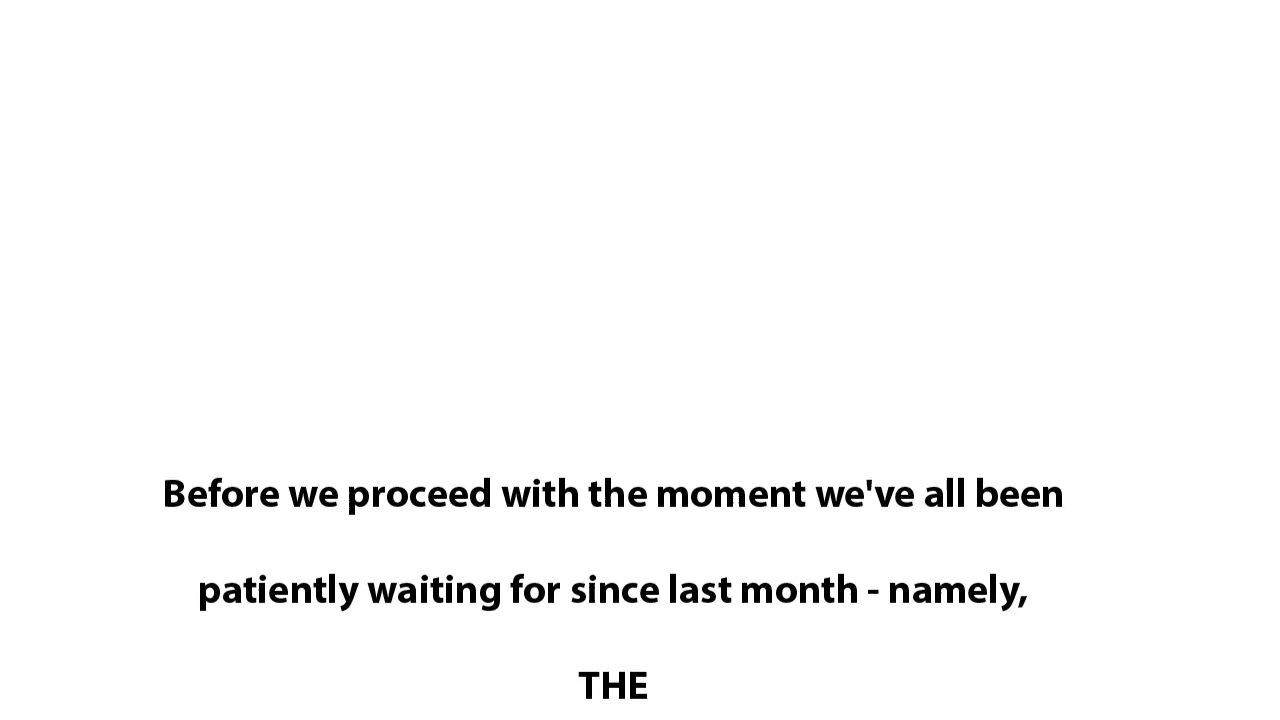 Before we proceed with the moment we've all been
patiently waiting for since last month - namely,
THE